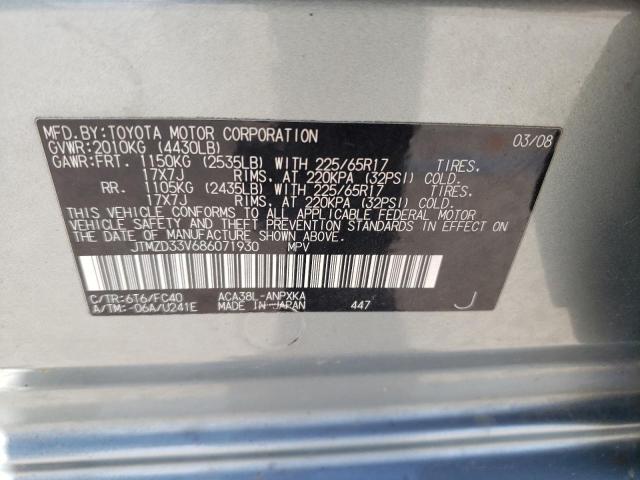 MFD.BY:TOYOTA MOTOR CORPORATION 03/08
GVWR:2010KG (4430LB)
GAWR:FRT. 1150KG (2535LB) WITH 225/65R17 TIRES.
17X7J RIMS. AT 220KPA (32PSI) COLD.
RR. 1105KG (2435LB) WITH 225/65R17 TIRES.
17X7J RIMS. AT 220KPA (32PSI) COLD.
THIS VEHICLE CONFORMS TO ALL APPLICABLE FEDERAL MOTOR
VEHICLE SAFETY AND THEFT PREVENTION STANDARDS IN EFFECT ON
THE DATE OF MANUFACTURE SHOWN ABOVE.
JTMZD33V686071930 MPV
C/TR:6T6/FC40 ACA38L-ANPXKA
A/TM:-06A/U241E MADE IN JAPAN 447 J